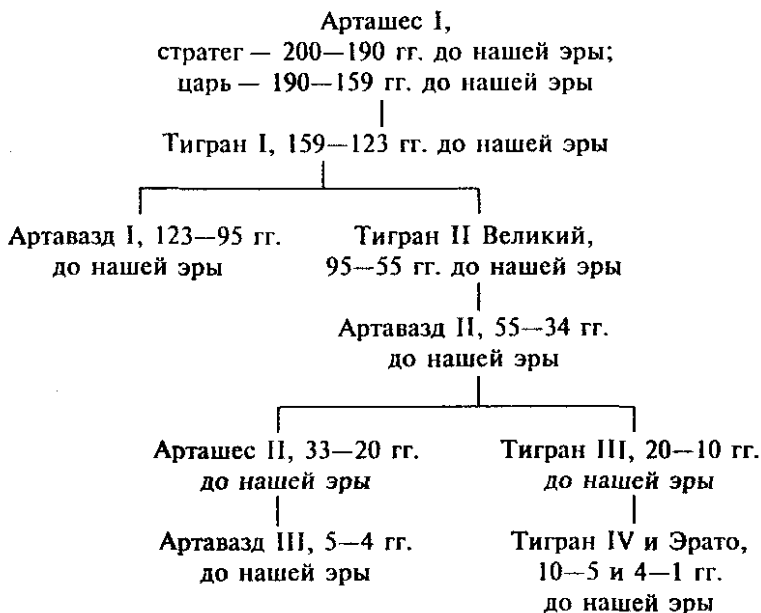 Арташес I,
стратег — 200—190 гг. до нашей эры;
царь — 190—159 гг. до нашей эры
Тигран I, 159—123 гг. до нашей эры
Артавазд I, 123—95 гг.
до нашей эры
Тигран II Великий,
95—55 гг. до нашей эры
Артавазд II, 55—34 гг.
до нашей эры
Арташес II, 33—20 гг.
до нашей эры
Тигран III, 20—10 гг.
до нашей эры
Артавазд III, 5—4 гг.
до нашей эры
Тигран IV и Эрато,
10—5 и 4—1 гг.
до нашей эры